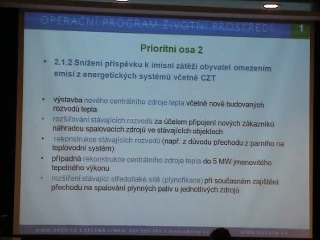 OPERAČNÍ PROGRAM ŽIVOTNÍ PROSTŘEDÍ
1
Prioritní osa 2
2.1.2 Snížení příspěvku k imisní zátěži obyvatel omezením
emisí z energetických systémů včetně CZT
výstavba nového centrálního zdroje tepla včetně nově budovaných
rozvodů tepla
rozšiřování stávajících rozvodů za účelem připojení nových zákazníků
náhradou spalovacích zdrojů ve stávajících objektech
rekonstrukce stávajících rozvodů (např. z důvodu přechodu z parního na
teplovodní systém)
případná rekonstrukce centrálního zdroje tepla do 5 MW jmenovitého
tepelného výkonu
rozšíření stávající středotlaké sítě (plynofikace) při současném zajištění
přechodu na spalování plynných paliv u jednotlivých zdrojů